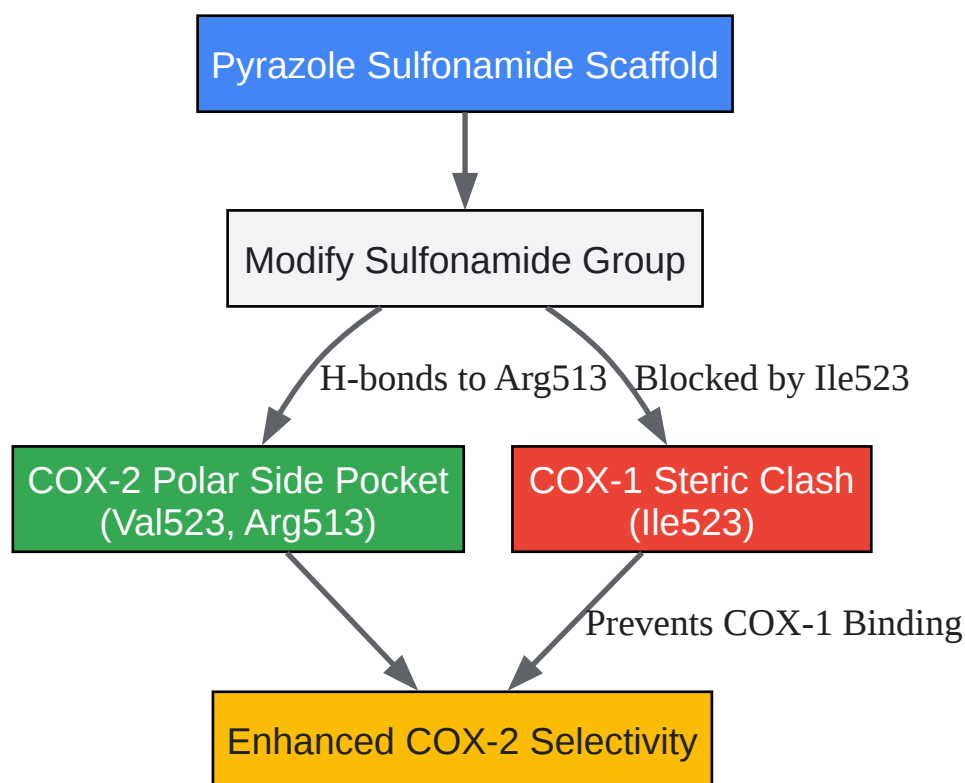 Pyrazole Sulfonamide Scaffold
Modify Sulfonamide Group
H-bonds to Arg513
Blocked by Ile523
COX-2 Polar Side Pocket
(Val523, Arg513)
COX-1 Steric Clash
(Ile523)
Prevents COX-1 Binding
Enhanced COX-2 Selectivity